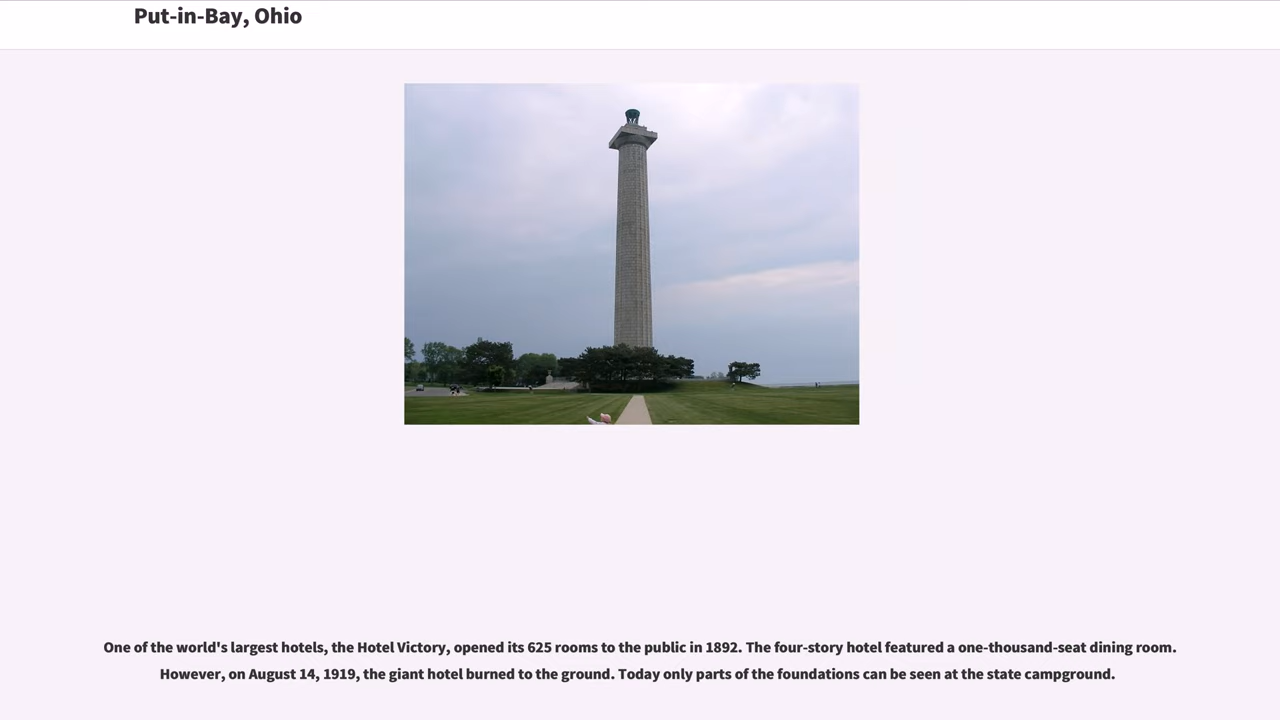 Put-in-Bay, Ohio
One of the world's largest hotels, the Hotel Victory, opened its 625 rooms to the public in 1892. The four-story hotel featured a one-thousand-seat dining room.
However, on August 14, 1919, the giant hotel burned to the ground. Today only parts of the foundations can be seen at the state campground.